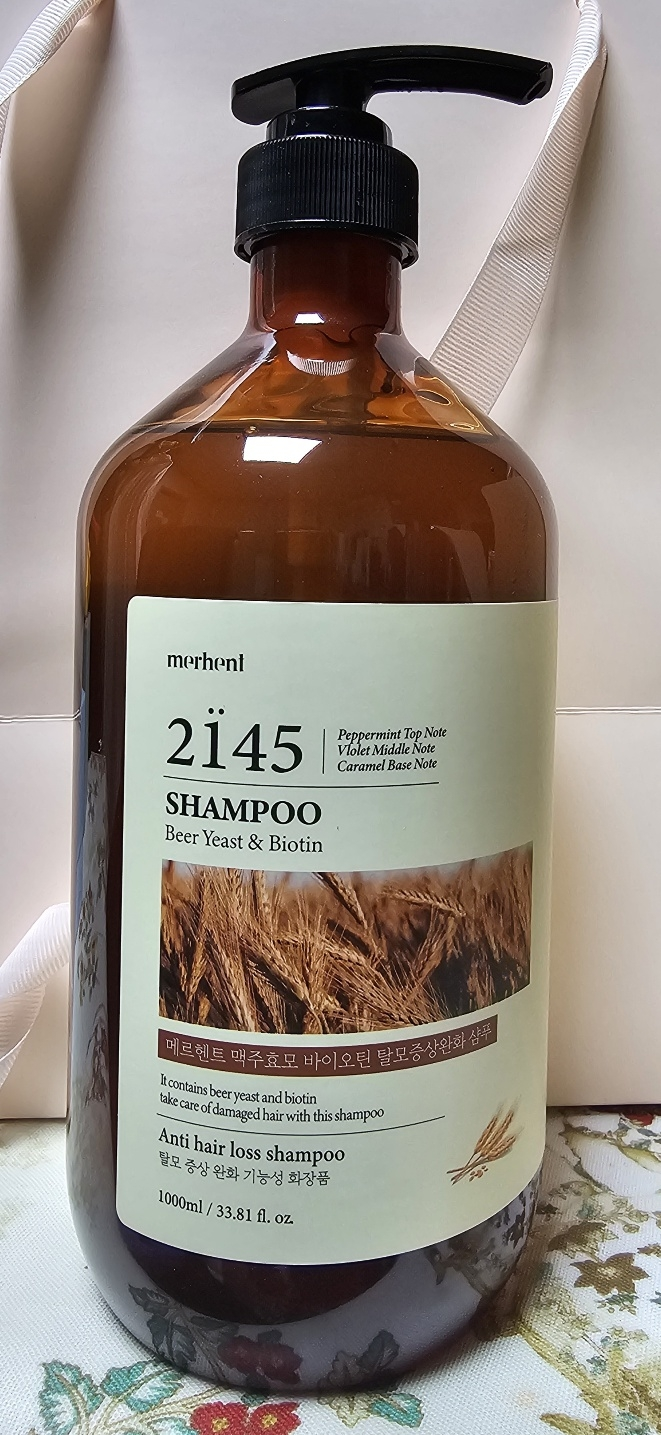 merhent
2ï45
Peppermint Top Note
VIolet Middle Note
Caramel Base Note
SHAMPOO
Beer Yeast & Biotin
메르헨트 맥주효모 바이오틴 탈모증상완화 샴푸
It contains beer yeast and biotin
take care of damaged hair with this shampoo
Anti hair loss shampoo
탈모 증상 완화 기능성 화장품
1000ml / 33.81 fl. oz.